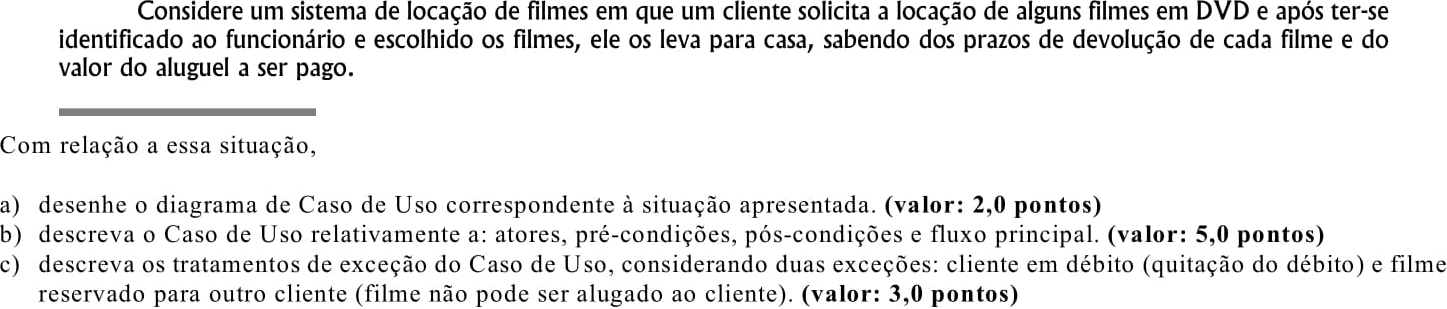 Considere um sistema de locação de filmes em que um cliente solicita a locação de alguns filmes em DVD e após ter-se
identificado ao funcionário e escolhido os filmes, ele os leva para casa, sabendo dos prazos de devolução de cada filme e do
valor do aluguel a ser pago.
Com relação a essa situação,
a) desenhe o diagrama de Caso de Uso correspondente à situação apresentada. (valor: 2,0 pontos)
b) descreva o Caso de Uso relativamente a: atores, pré-condições, pós-condições e fluxo principal. (valor: 5,0 pontos)
c) descreva os tratamentos de exceção do Caso de Uso, considerando duas exceções: cliente em débito (quitação do débito) e filme
reservado para outro cliente (filme não pode ser alugado ao cliente). (valor: 3,0 pontos)